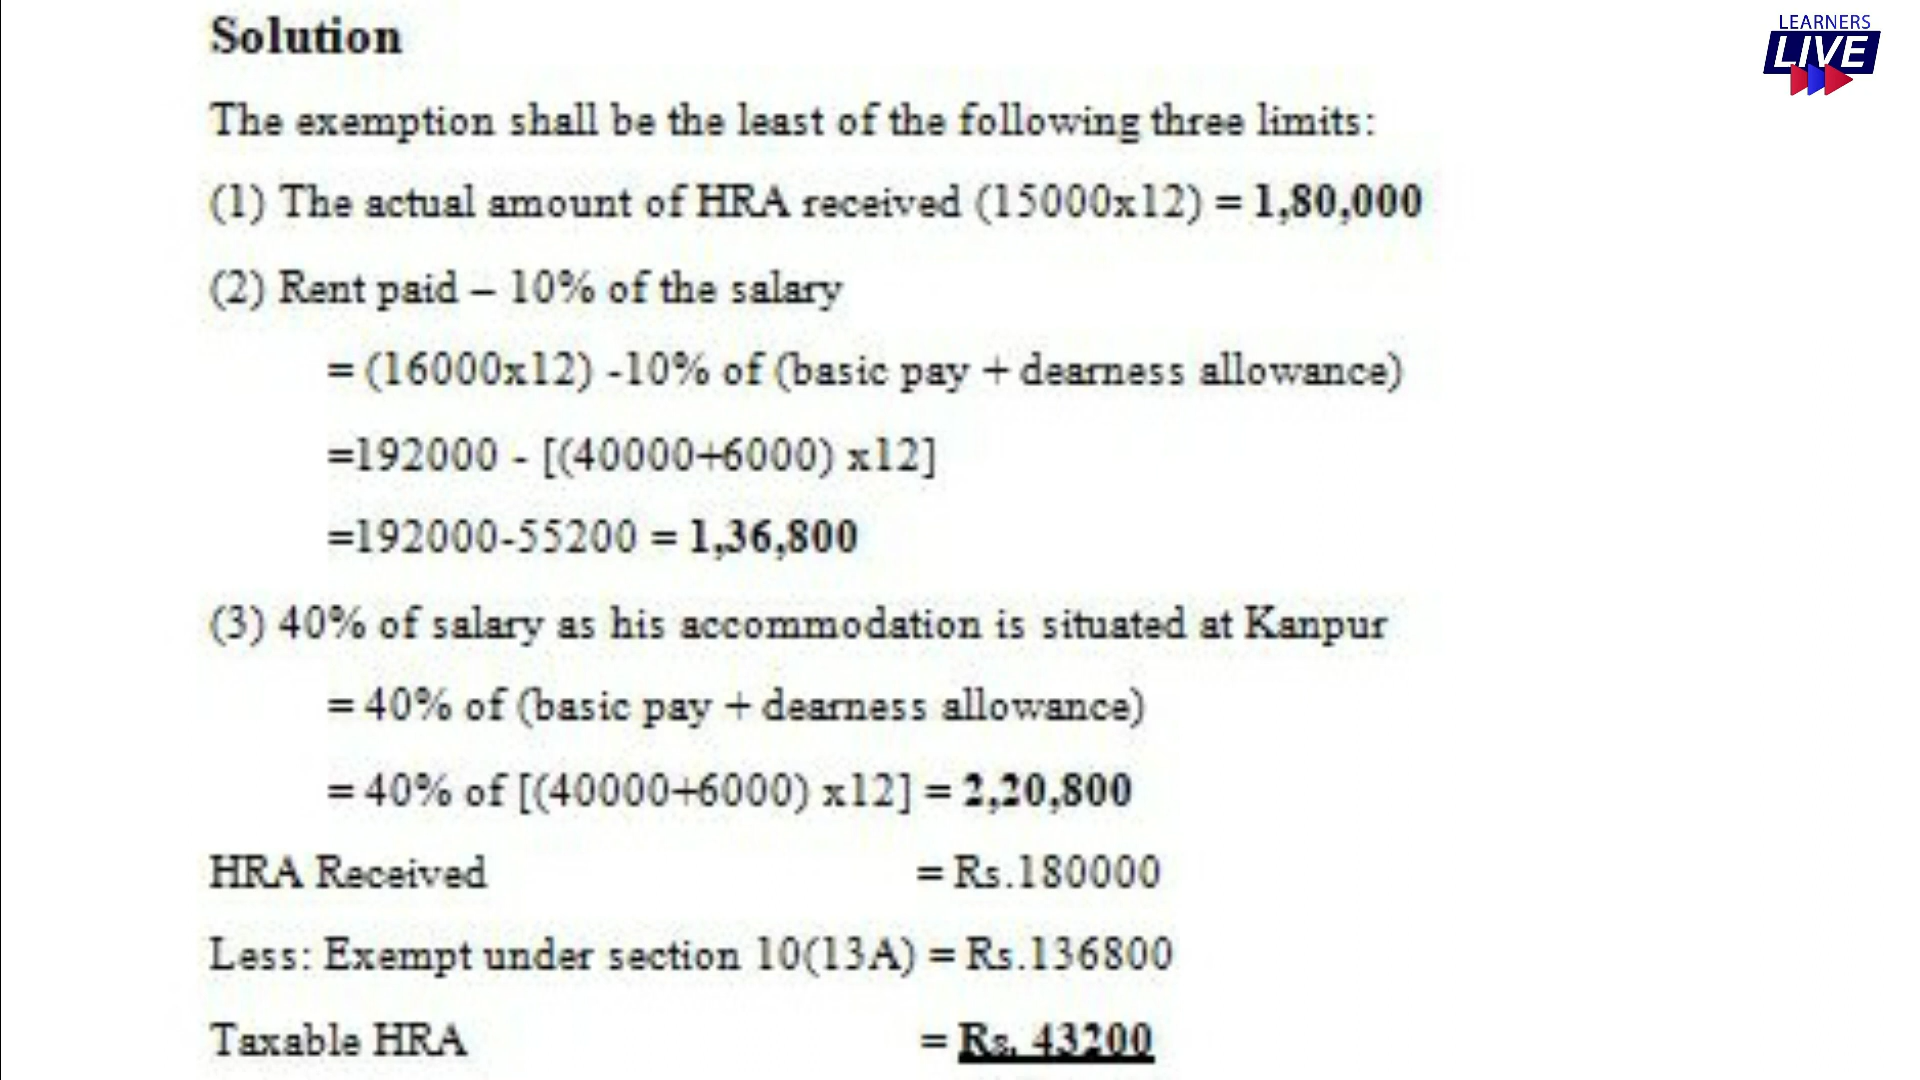 LEARNERS
LIVE
Solution
The exemption shall be the least of the following three limits:
(1) The actual amount of HRA received (15000x12) = 1,80,000
(2) Rent paid – 10% of the salary
= (16000x12) -10% of (basic pay + dearness allowance)
=192000 - [(40000+6000) x12]
=192000-55200 = 1,36,800
(3) 40% of salary as his accommodation is situated at Kanpur
= 40% of (basic pay + dearness allowance)
= 40% of [(40000+6000) x12] = 2,20,800
HRA Received = Rs.180000
Less: Exempt under section 10(13A) = Rs.136800
Taxable HRA = Rs. 43200